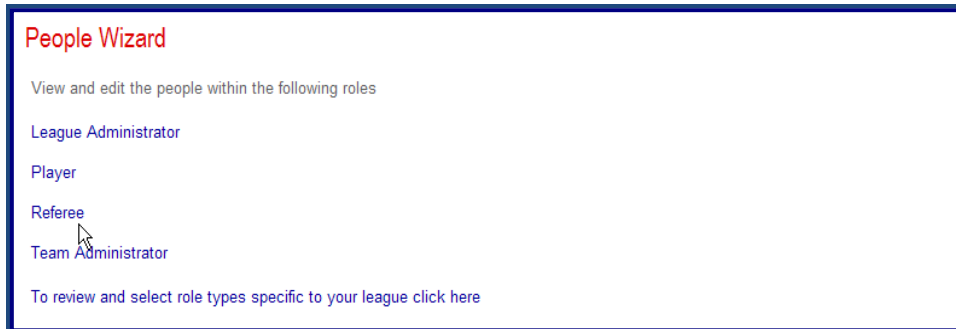 People Wizard
View and edit the people within the following roles
League Administrator
Player
Referee
Team Administrator
To review and select role types specific to your league click here